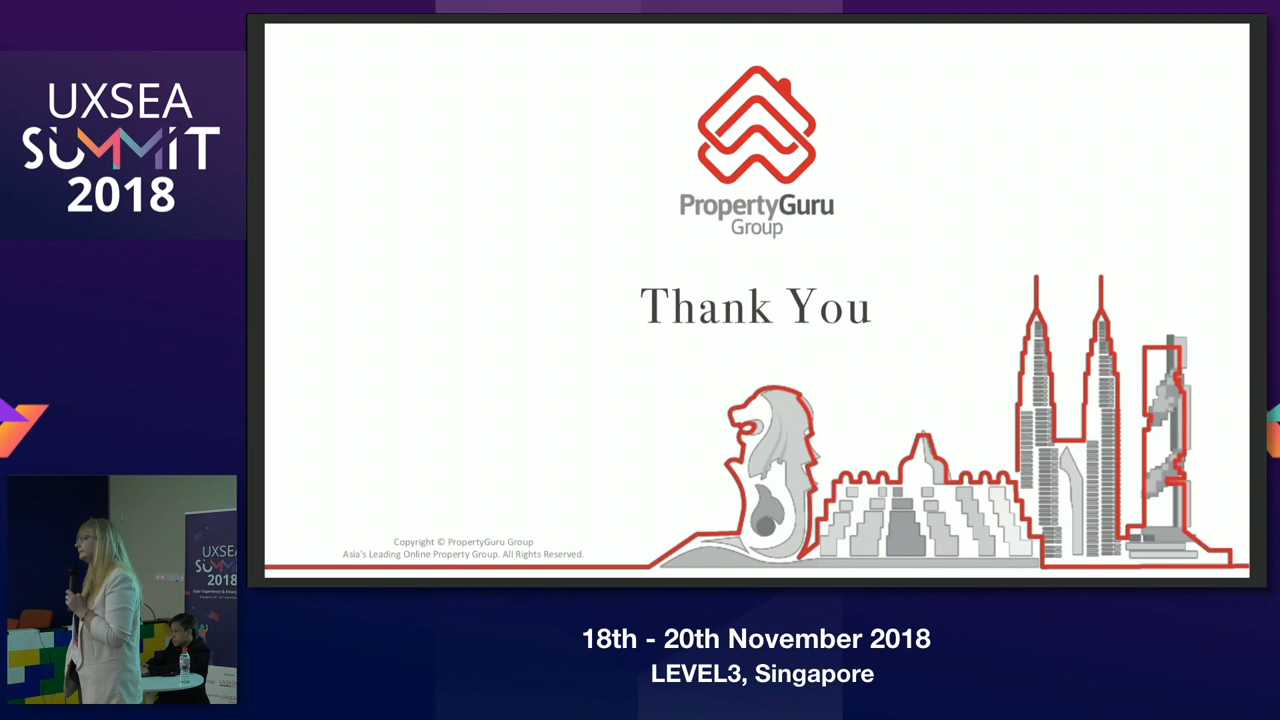 UXSEA
SUMMIT
2018
PropertyGuru
Group
Thank You
Copyright © PropertyGuru Group
Asia's Leading Online Property Group. All Rights Reserved.
UXSEA
SUMMIT
2018
18th - 20th November 2018
LEVEL3, Singapore